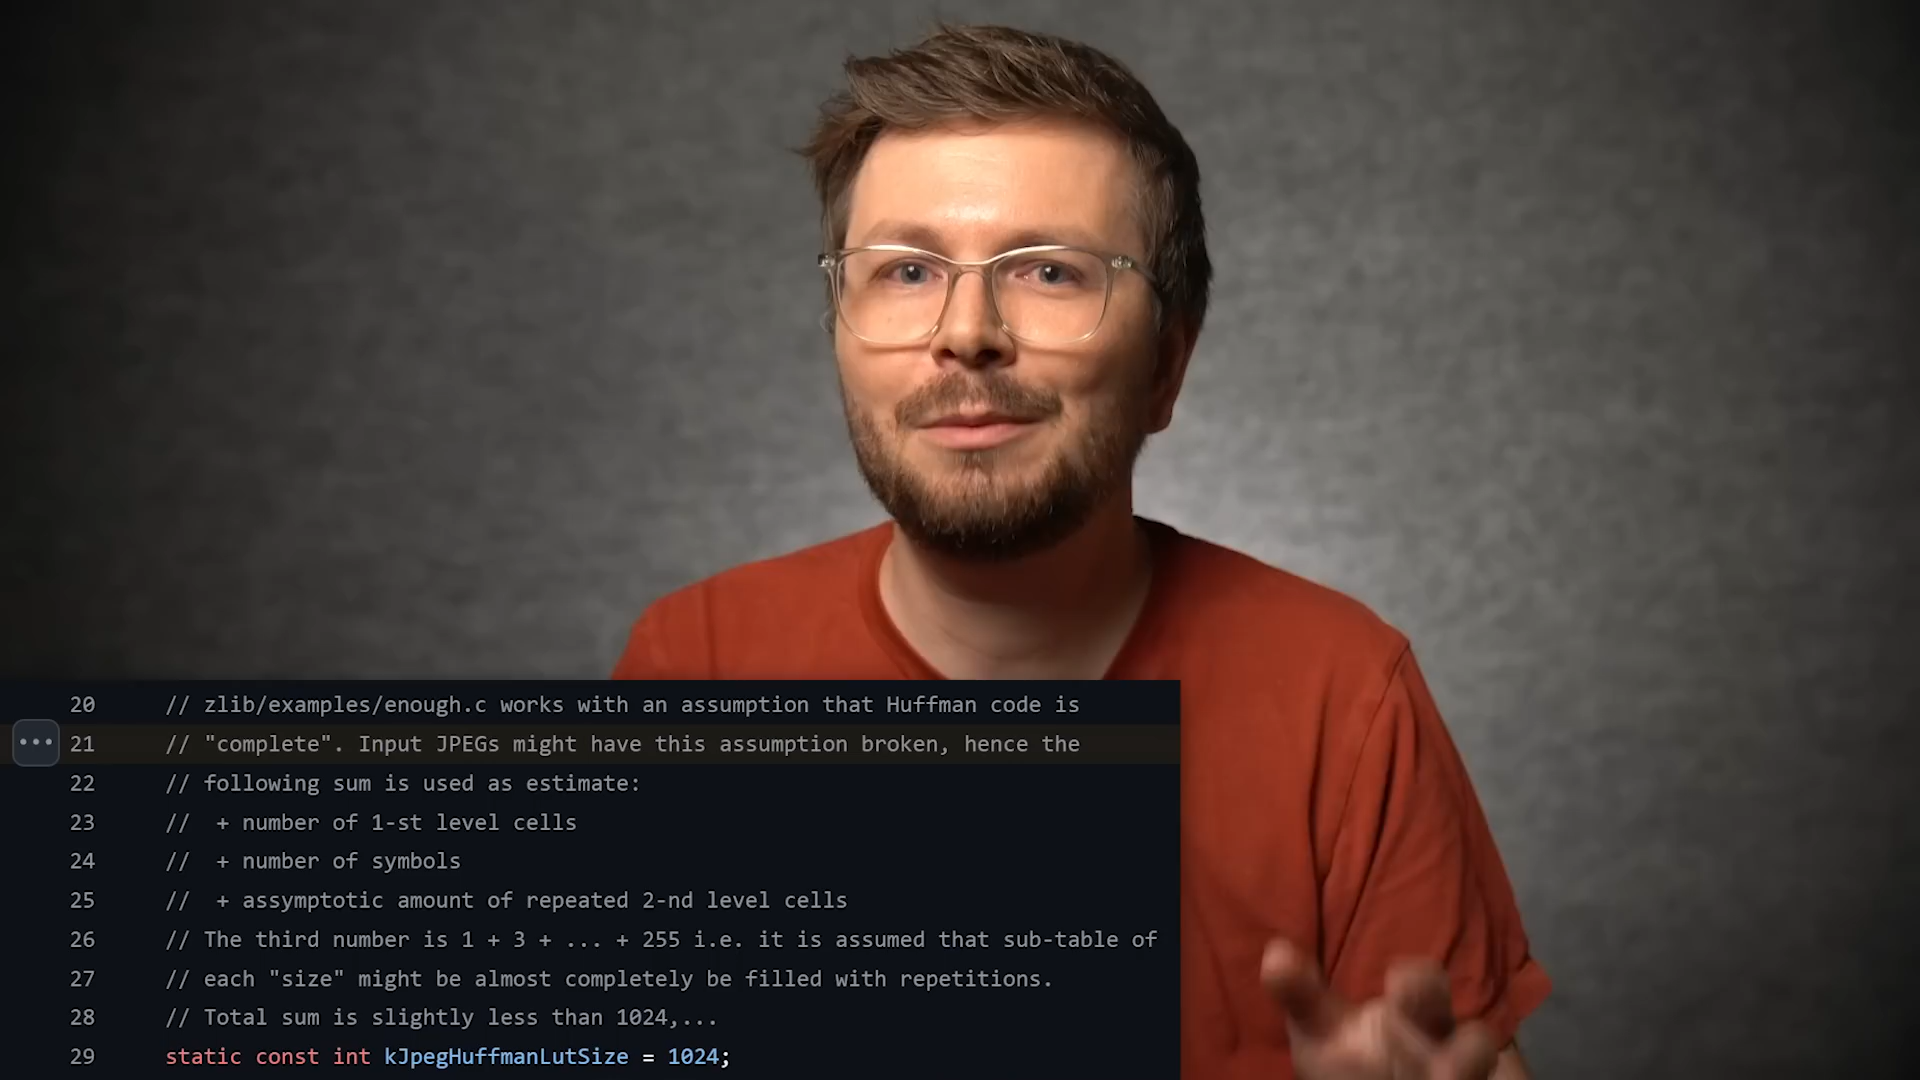 20 // zlib/examples/enough.c works with an assumption that Huffman code is
21 // "complete". Input JPEGs might have this assumption broken, hence the
22 // following sum is used as estimate:
23 //  + number of 1-st level cells
24 //  + number of symbols
25 //  + assymptotic amount of repeated 2-nd level cells
26 // The third number is 1 + 3 + ... + 255 i.e. it is assumed that sub-table of
27 // each "size" might be almost completely be filled with repetitions.
28 // Total sum is slightly less than 1024,...
29 static const int kJpegHuffmanLutSize = 1024;